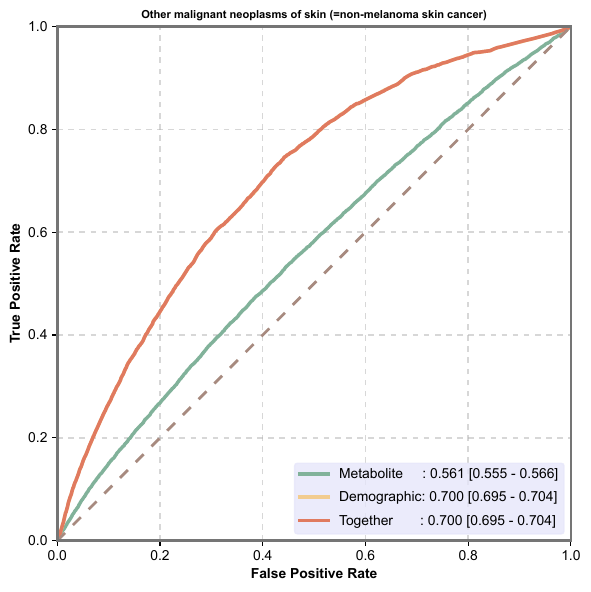 Other malignant neoplasms of skin (=non-melanoma skin cancer)
1.0
0.8
0.6
0.4
0.2
0.0
True Positive Rate
Metabolite : 0.561 [0.555 - 0.566]
Demographic: 0.700 [0.695 - 0.704]
Together : 0.700 [0.695 - 0.704]
0.0 0.2 0.4 0.6 0.8 1.0
False Positive Rate